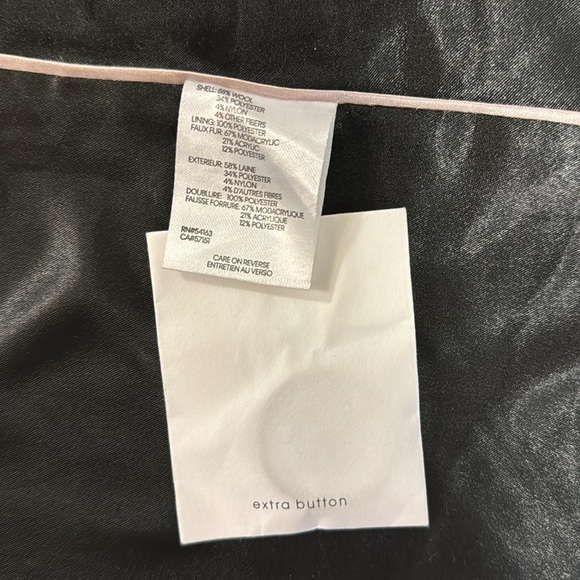 SHELL: 58% WOOL
34% POLYESTER
4% NYLON
4% OTHER FIBERS
LINING: 100% POLYESTER
FAUX FUR: 67% MODACRYLIC
21% ACRYLIC
12% POLYESTER
EXTERIEUR: 58% LAINE
34% POLYESTER
4% NYLON
4% D'AUTRES FIBRES
DOUBLURE: 100% POLYESTER
FAUSSE FORRURE: 67% MODACRYLIQUE
21% ACRYLIQUE
12% POLYESTER
RN#54163
CA#57151
CARE ON REVERSE
ENTRETIEN AU VERSO
extra button